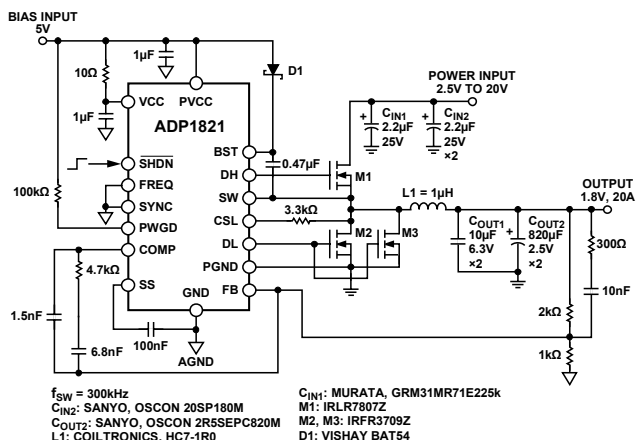 BIAS INPUT
5V
1µF
10Ω
1µF
D1
POWER INPUT
2.5V TO 20V
VCC
PVCC
ADP1821
BST
SHDN
DH
FREQ
SW
SYNC
CSL
PWGD
DL
COMP
PGND
SS
GND
FB
AGND
0.47µF
M1
+
CIN1
2.2µF
25V
+
CIN2
2.2µF
25V
×2
100kΩ
3.3kΩ
M2
M3
L1 = 1µH
OUTPUT
1.8V, 20A
COUT1
10µF
6.3V
×2
+
COUT2
820µF
2.5V
×2
300Ω
10nF
2kΩ
1kΩ
4.7kΩ
1.5nF
6.8nF
100nF
fSW = 300kHz
CIN2: SANYO, OSCON 20SP180M
COUT2: SANYO, OSCON 2R5SEPC820M
L1: COILTRONICS, HC7-1R0
CIN1: MURATA, GRM31MR71E225k
M1: IRLR7807Z
M2, M3: IRFR3709Z
D1: VISHAY BAT54